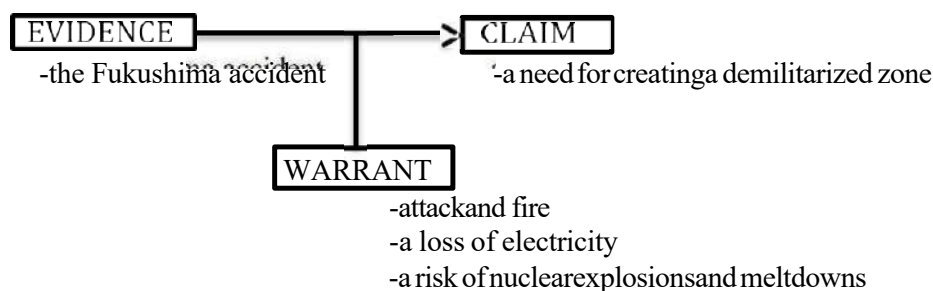 EVIDENCE
CLAIM
-the Fukushima accident
-a need for creatinga demilitarized zone
WARRANT
-attackand fire
-a loss of electricity
-a risk of nuclearexplosionsand meltdowns